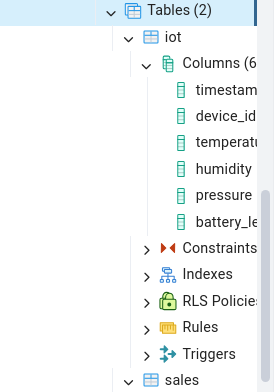 Tables (2)
iot
Columns (6
timestam
device_id
temperatu
humidity
pressure
battery_le
Constraints
Indexes
RLS Policie
Rules
Triggers
sales